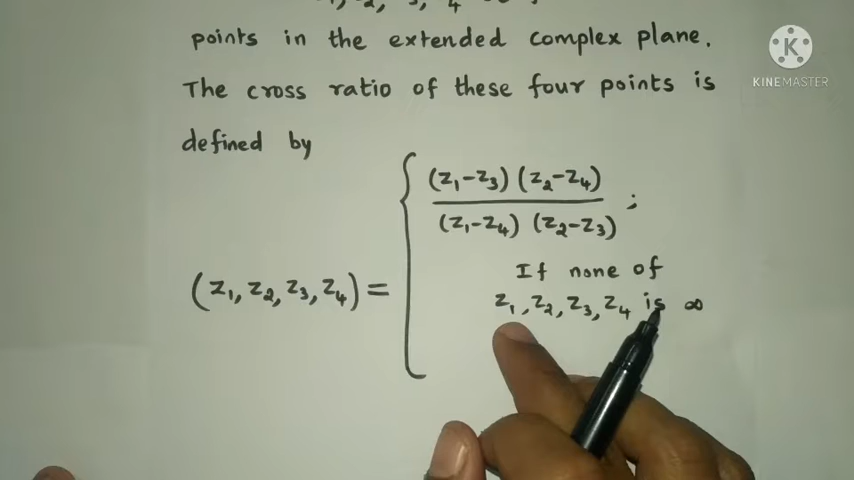 points in the extended complex plane.
The cross ratio of these four points is
defined by
(z₁, z₂, z₃, z₄) = { (z₁-z₃) (z₂-z₄)
(z₁-z₄) (z₂-z₃) ;
If none of
z₁, z₂, z₃, z₄ is ∞
K
KINEMASTER